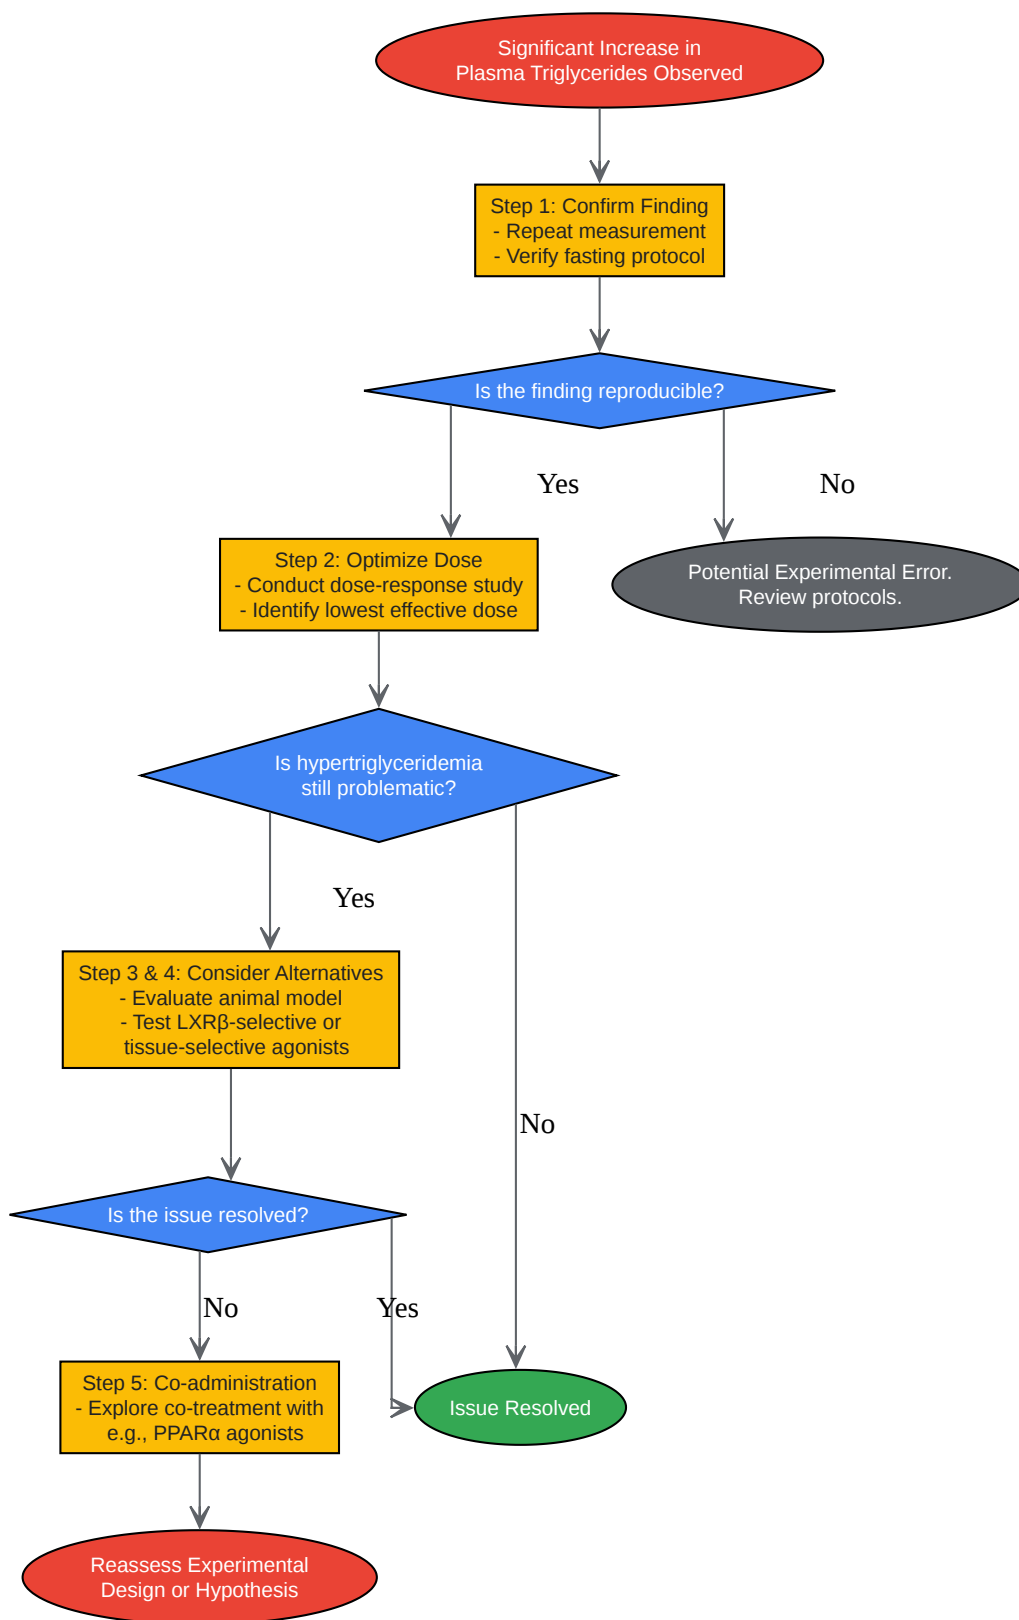 Significant Increase in
Plasma Triglycerides Observed
Step 1: Confirm Finding
- Repeat measurement
- Verify fasting protocol
Is the finding reproducible?
Yes
No
Step 2: Optimize Dose
- Conduct dose-response study
- Identify lowest effective dose
Potential Experimental Error.
Review protocols.
Is hypertriglyceridemia
still problematic?
Yes
Step 3 & 4: Consider Alternatives
- Evaluate animal model
- Test LXRβ-selective or
tissue-selective agonists
No
Is the issue resolved?
No
Yes
Step 5: Co-administration
- Explore co-treatment with
e.g., PPARα agonists
Issue Resolved
Reassess Experimental
Design or Hypothesis